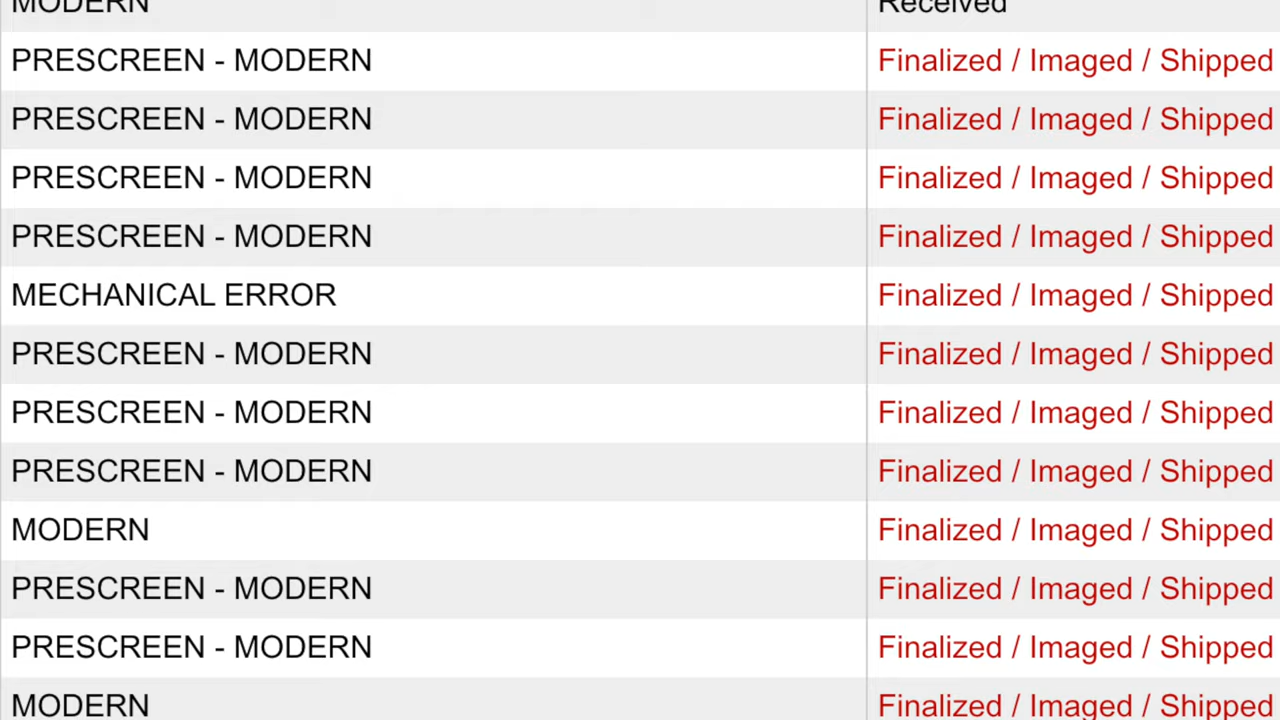 MODERN Received
PRESCREEN - MODERN Finalized / Imaged / Shipped
PRESCREEN - MODERN Finalized / Imaged / Shipped
PRESCREEN - MODERN Finalized / Imaged / Shipped
PRESCREEN - MODERN Finalized / Imaged / Shipped
MECHANICAL ERROR Finalized / Imaged / Shipped
PRESCREEN - MODERN Finalized / Imaged / Shipped
PRESCREEN - MODERN Finalized / Imaged / Shipped
PRESCREEN - MODERN Finalized / Imaged / Shipped
MODERN Finalized / Imaged / Shipped
PRESCREEN - MODERN Finalized / Imaged / Shipped
PRESCREEN - MODERN Finalized / Imaged / Shipped
MODERN Finalized / Imaged / Shipped